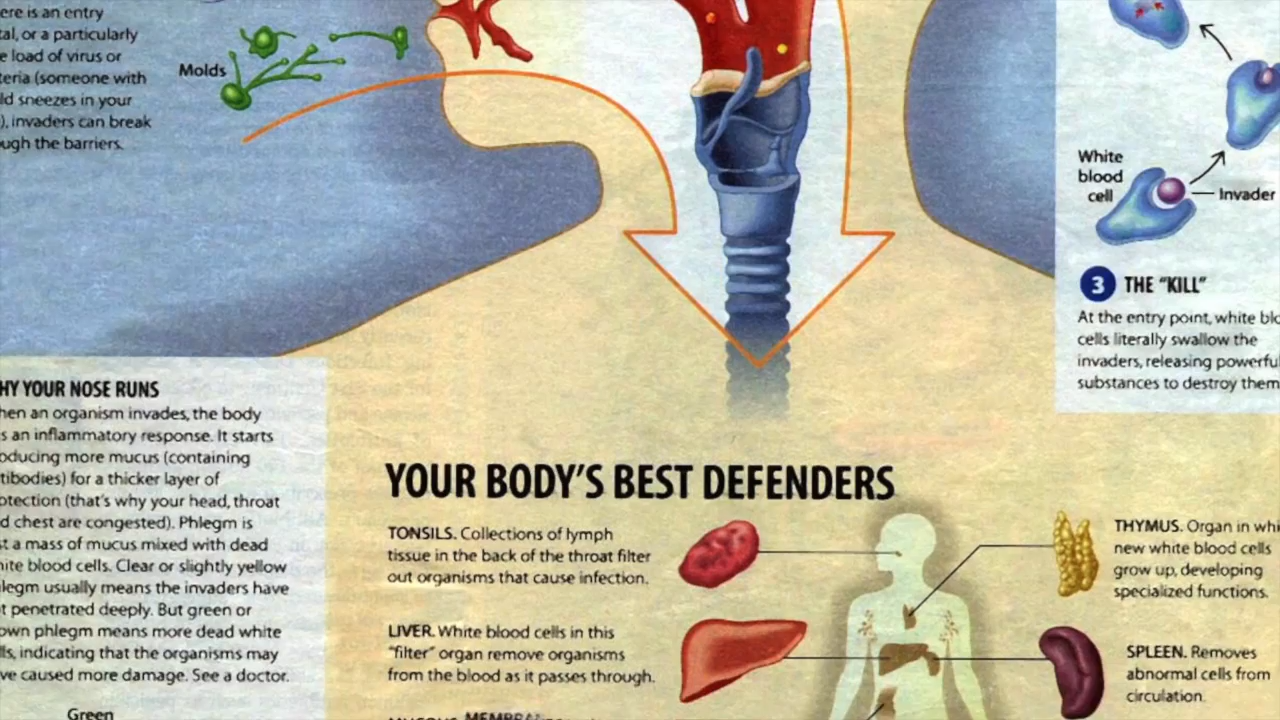 ere is an entry
tal, or a particularly
e load of virus or
teria (someone with
ld sneezes in your
), invaders can break
ugh the barriers.
Molds
White
blood
cell
Invader
3 THE "KILL"
At the entry point, white blo
cells literally swallow the
invaders, releasing powerful
substances to destroy them
HY YOUR NOSE RUNS
hen an organism invades, the body
s an inflammatory response. It starts
oducing more mucus (containing
tibodies) for a thicker layer of
otection (that's why your head, throat
d chest are congested). Phlegm is
st a mass of mucus mixed with dead
hite blood cells. Clear or slightly yellow
legm usually means the invaders have
t penetrated deeply. But green or
own phlegm means more dead white
lls, indicating that the organisms may
ve caused more damage. See a doctor.
Green
YOUR BODY'S BEST DEFENDERS
TONSILS. Collections of lymph
tissue in the back of the throat filter
out organisms that cause infection.
LIVER. White blood cells in this
"filter" organ remove organisms
from the blood as it passes through.
THYMUS. Organ in whi
new white blood cells
grow up, developing
specialized functions.
SPLEEN. Removes
abnormal cells from
circulation.